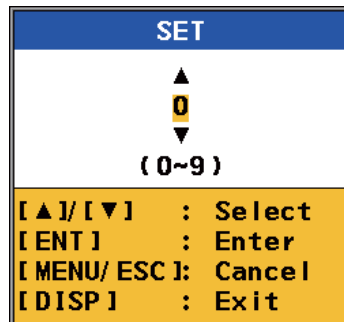 SET
▲
0
▼
(0~9)
[▲]/[▼] : Select
[ENT] : Enter
[MENU/ESC]: Cancel
[DISP] : Exit